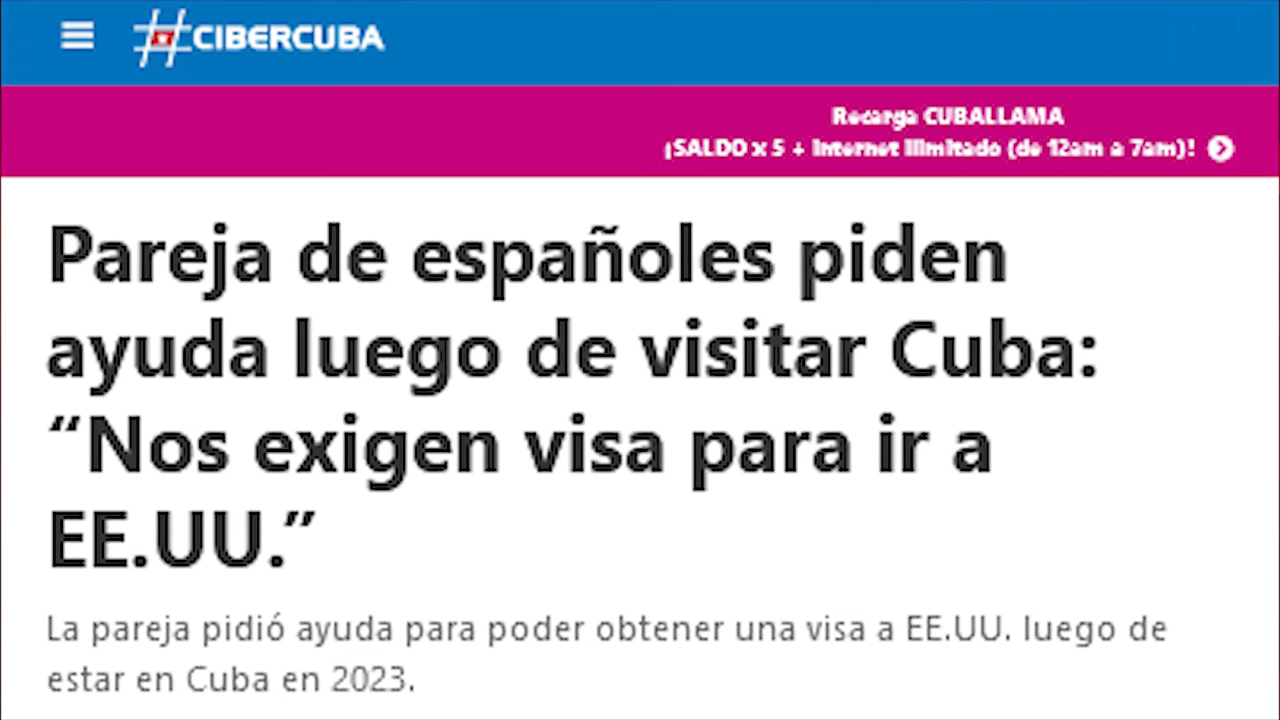 #CIBERCUBA
Recarga CUBALLAMA
¡SALDO x 5 + Internet Ilimitado (de 12am a 7am)!
Pareja de españoles piden
ayuda luego de visitar Cuba:
“Nos exigen visa para ir a
EE.UU.”
La pareja pidió ayuda para poder obtener una visa a EE.UU. luego de
estar en Cuba en 2023.